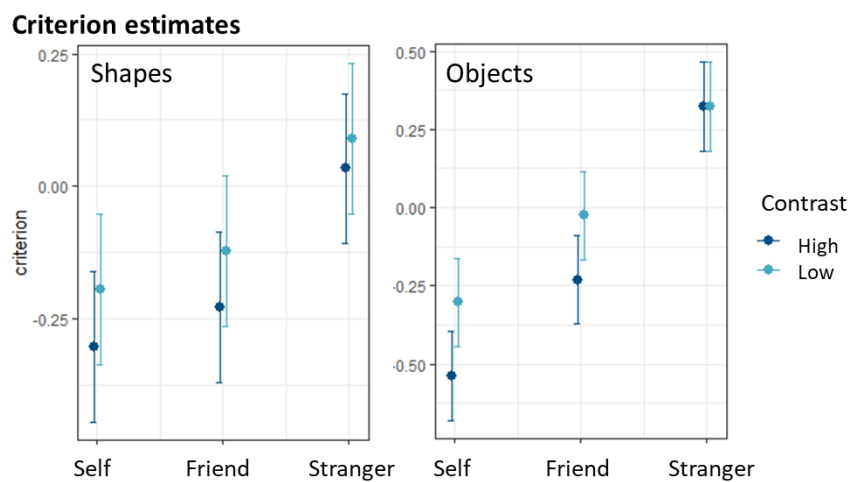 Criterion estimates
Shapes
Objects
0.25
0.00
-0.25
criterion
0.50
0.25
0.00
-0.25
-0.50
Self
Friend
Stranger
Self
Friend
Stranger
Contrast
High
Low